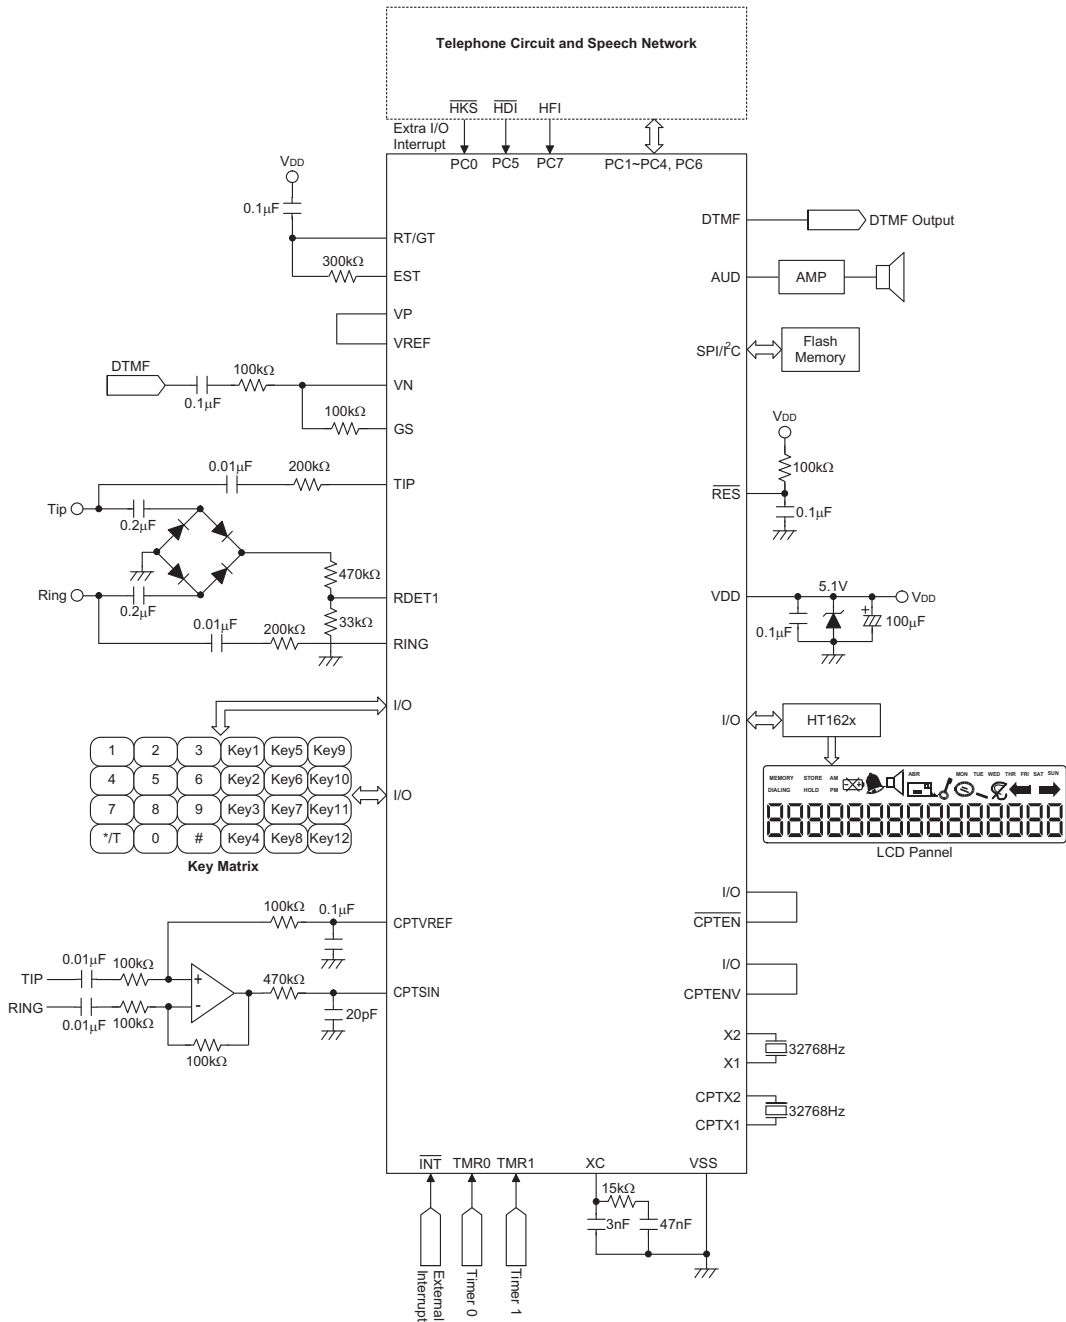 Telephone Circuit and Speech Network
HKS HDI HFI
Extra I/O
Interrupt
PC0 PC5 PC7 PC1~PC4, PC6
VDD
0.1μF
RT/GT
300kΩ
EST
VP
VREF
DTMF
100kΩ
VN
0.1μF
100kΩ
GS
0.01μF
200kΩ
TIP
Tip
0.2μF
470kΩ
Ring
RDET1
0.2μF
33kΩ
0.01μF
200kΩ
RING
I/O
1 2 3 Key1 Key5 Key9
4 5 6 Key2 Key6 Key10
I/O
7 8 9 Key3 Key7 Key11
*/T 0 # Key4 Key8 Key12
Key Matrix
100kΩ
0.1μF
CPTVREF
0.01μF
100kΩ
TIP
+
470kΩ
CPTSIN
RING
-
0.01μF
100kΩ
20pF
100kΩ
DTMF
DTMF Output
AUD
AMP
SPI/I2C
Flash
Memory
VDD
100kΩ
RES
0.1μF
5.1V
VDD
VDD
+
0.1μF
100μF
I/O
HT162x
MEMORY STORE AM ABR MON TUE WED THR FRI SAT SUN
DIALING HOLD PM
LCD Pannel
I/O
CPTEN
I/O
CPTENV
X2
32768Hz
X1
CPTX2
32768Hz
CPTX1
INT TMR0 TMR1 XC VSS
15kΩ
3nF
47nF
External
Interrupt
Timer 0
Timer 1